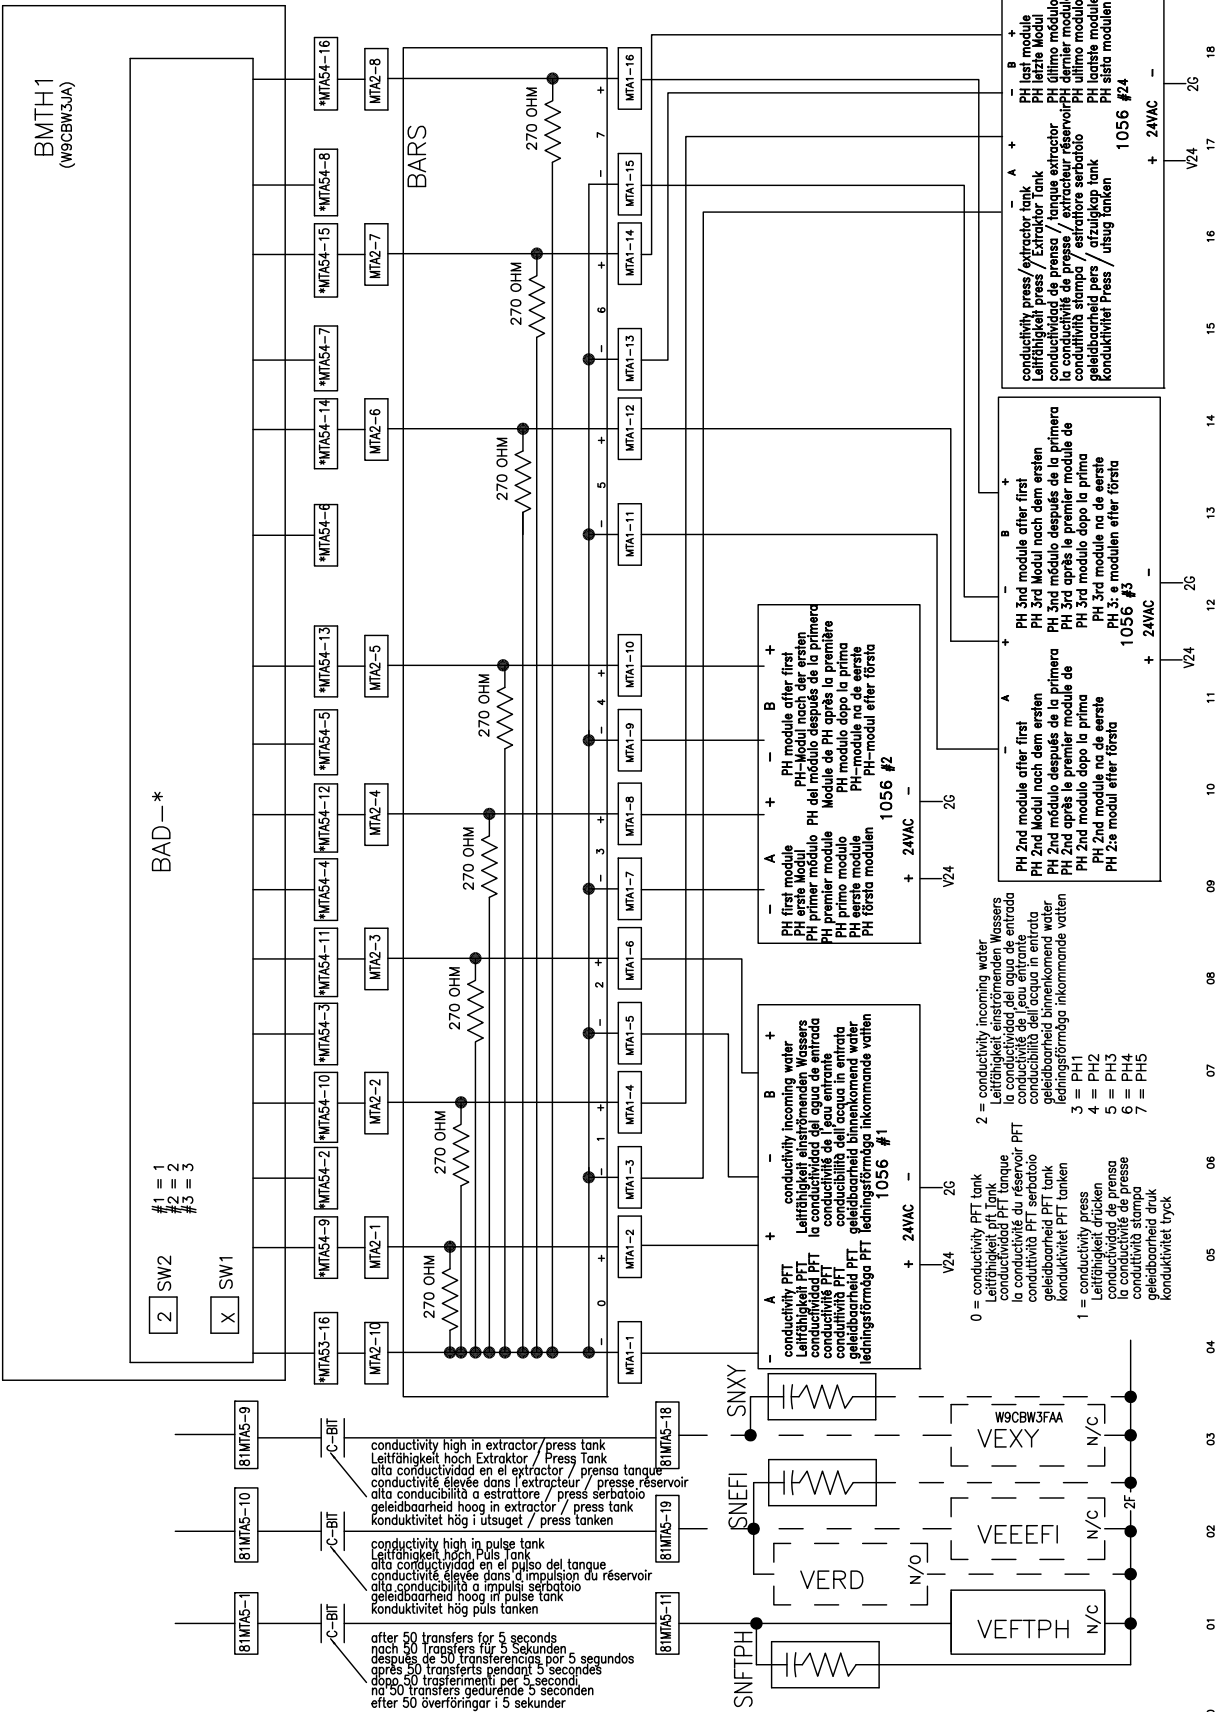 BMTH1
(W9CBW3JA)
BAD-*
2 SW2
X SW1
#1 = 1
#2 = 2
#3 = 3
*MTA53-16
*MTA54-9
*MTA54-2
*MTA54-10
*MTA54-3
*MTA54-11
*MTA54-4
*MTA54-12
*MTA54-5
*MTA54-13
*MTA54-6
*MTA54-14
*MTA54-7
*MTA54-15
*MTA54-8
*MTA54-16
MTA2-10
MTA2-1
MTA2-2
MTA2-3
MTA2-4
MTA2-5
MTA2-6
MTA2-7
MTA2-8
BARS
270 OHM
270 OHM
270 OHM
270 OHM
270 OHM
270 OHM
270 OHM
270 OHM
- 0 +
- 1 +
- 2 +
- 3 +
- 4 +
- 5 +
- 6 +
- 7 +
MTA1-1
MTA1-2
MTA1-3
MTA1-4
MTA1-5
MTA1-6
MTA1-7
MTA1-8
MTA1-9
MTA1-10
MTA1-11
MTA1-12
MTA1-13
MTA1-14
MTA1-15
MTA1-16
- A +
conductivity PFT
Leitfähigkeit PFT
conductividad PFT
conductivité PFT
conduttività PFT
geleidbaarheid PFT
ledningsförmåga PFT
- B +
conductivity incoming water
Leitfähigkeit einströmenden Wassers
la conductividad del agua de entrada
conductivité de l'eau entrante
conducibilità dell'acqua in entrata
geleidbaarheid binnenkomend water
ledningsförmåga inkommande vatten
1056 #1
+ 24VAC -
V24
2G
- A +
PH first module
PH erste Modul
PH primer módulo
PH premier module
PH primo modulo
PH eerste module
PH första modulen
- B +
PH module after first
PH-Modul nach der ersten
PH del módulo después de la primera
Module de PH après la première
PH modulo dopo la prima
PH-module na de eerste
PH-modul efter första
1056 #2
+ 24VAC -
V24
2G
- A +
PH 2nd module after first
PH 2nd Modul nach dem ersten
PH 2nd módulo después de la primera
PH 2nd après le premier module de
PH 2nd modulo dopo la prima
PH 2nd module na de eerste
PH 2:e modul efter första
- B +
PH 3nd module after first
PH 3rd Modul nach dem ersten
PH 3nd módulo después de la primera
PH 3rd après le premier module de
PH 3rd modulo dopo la prima
PH 3rd module na de eerste
PH 3: e modulen efter första
1056 #3
+ 24VAC -
V24
2G
- A +
conductivity press/extractor tank
Leitfähigkeit press / Extraktor Tank
conductividad de prensa / tanque extractor
la conductivité de presse / extracteur réservoir
conduttività stampa / estrattore serbatoio
geleidbaarheid pers / afzuigkap tank
konduktivitet Press / utsug tanken
- B +
PH last module
PH letzte Modul
PH último módulo
PH dernier module
PH ultimo modulo
PH laatste module
PH sista modulen
1056 #24
+ 24VAC -
V24
2G
0 = conductivity PFT tank
Leitfähigkeit pft Tank
conductividad PFT tanque
la conductivité du réservoir PFT
conduttività PFT serbatoio
geleidbaarheid PFT tank
konduktivitet PFT tanken
1 = conductivity press
Leitfähigkeit drücken
conductividad de prensa
la conductivité de presse
conduttività stampa
geleidbaarheid druk
konduktivitet tryck
2 = conductivity incoming water
Leitfähigkeit einströmenden Wassers
la conductividad del agua de entrada
conductivité de l'eau entrante
conducibilità dell'acqua in entrata
geleidbaarheid binnenkomend water
ledningsförmåga inkommande vatten
3 = PH1
4 = PH2
5 = PH3
6 = PH4
7 = PH5
81MTA5-9
C-BIT
conductivity high in extractor/press tank
Leitfähigkeit hoch Extraktor / Press Tank
alta conductividad en el extractor / prensa tanque
conductivité élevée dans l'extracteur / presse réservoir
alta conducibilità a estrattore / press serbatoio
geleidbaarheid hoog in extractor / press tank
konduktivitet hög i utsuget / press tanken
81MTA5-18
SNXY
W9CBW3FAA
VEXY
N/C
81MTA5-10
C-BIT
conductivity high in pulse tank
Leitfähigkeit hoch Puls Tank
alta conductividad en el pulso del tanque
conductivité élevée dans d'impulsion du réservoir
alta conducibilità a impulsi serbatoio
geleidbaarheid hoog in pulse tank
konduktivitet hög puls tanken
81MTA5-19
SNEFI
VERD
N/O
VEEEFI
N/C
2F
81MTA5-1
C-BIT
after 50 transfers for 5 seconds
nach 50 Transfers für 5 Sekunden
después de 50 transferencias por 5 segundos
après 50 transferts pendant 5 secondes
dopo 50 trasferimenti per 5 secondi
na 50 transfers gedurende 5 seconden
efter 50 överföringar i 5 sekunder
81MTA5-11
SNFTPH
VEFTPH
N/C
01
02
03
04
05
06
07
08
09
10
11
12
13
14
15
16
17
18